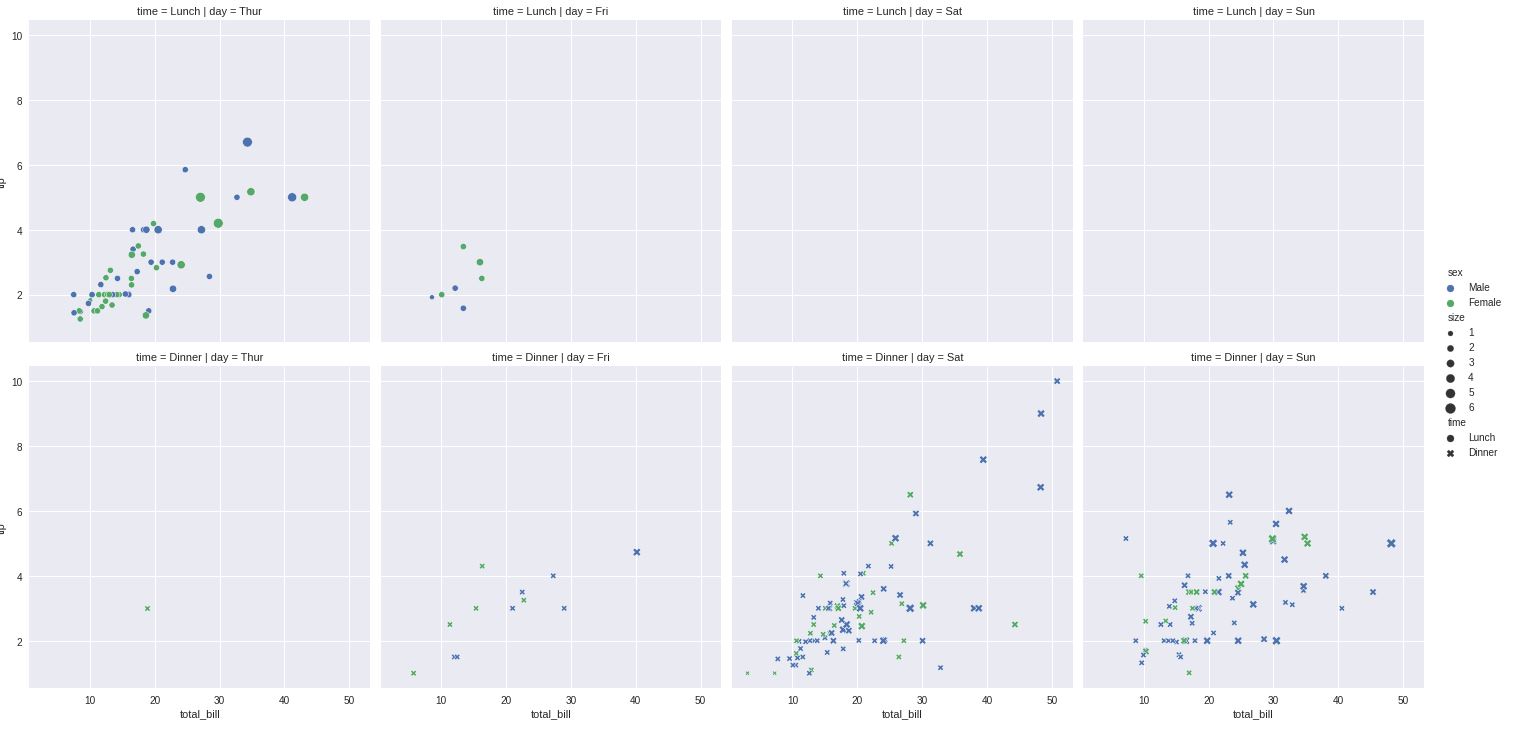 time = Lunch | day = Thur
time = Lunch | day = Fri
time = Lunch | day = Sat
time = Lunch | day = Sun
10
8
6
4
2
time = Dinner | day = Thur
time = Dinner | day = Fri
time = Dinner | day = Sat
time = Dinner | day = Sun
10
8
6
4
2
10 20 30 40 50
10 20 30 40 50
10 20 30 40 50
10 20 30 40 50
total_bill
total_bill
total_bill
total_bill
sex
Male
Female
size
1
2
3
4
5
6
time
Lunch
Dinner